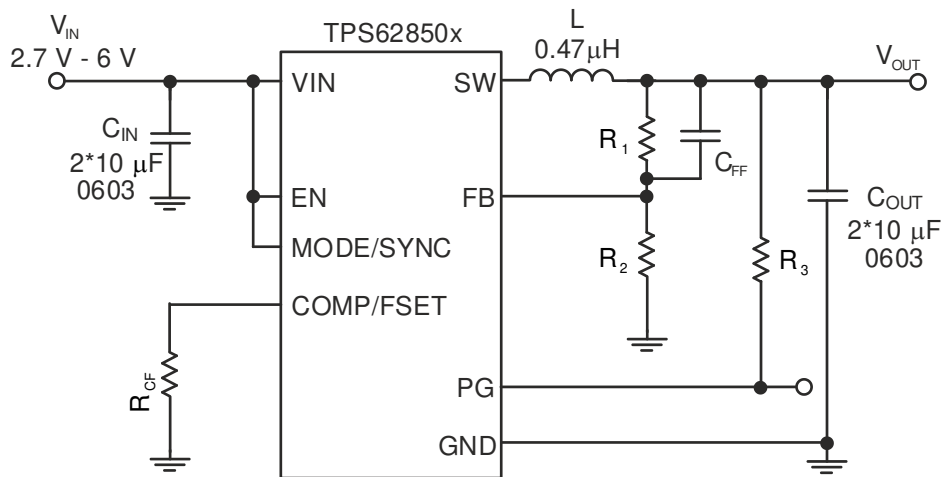 TPS62850x
V_IN
2.7 V - 6 V
L
0.47µH
V_OUT
VIN
SW
C_IN
2*10 µF
0603
R_1
C_FF
EN
FB
C_OUT
2*10 µF
0603
MODE/SYNC
R_2
R_3
COMP/FSET
R_CF
PG
GND